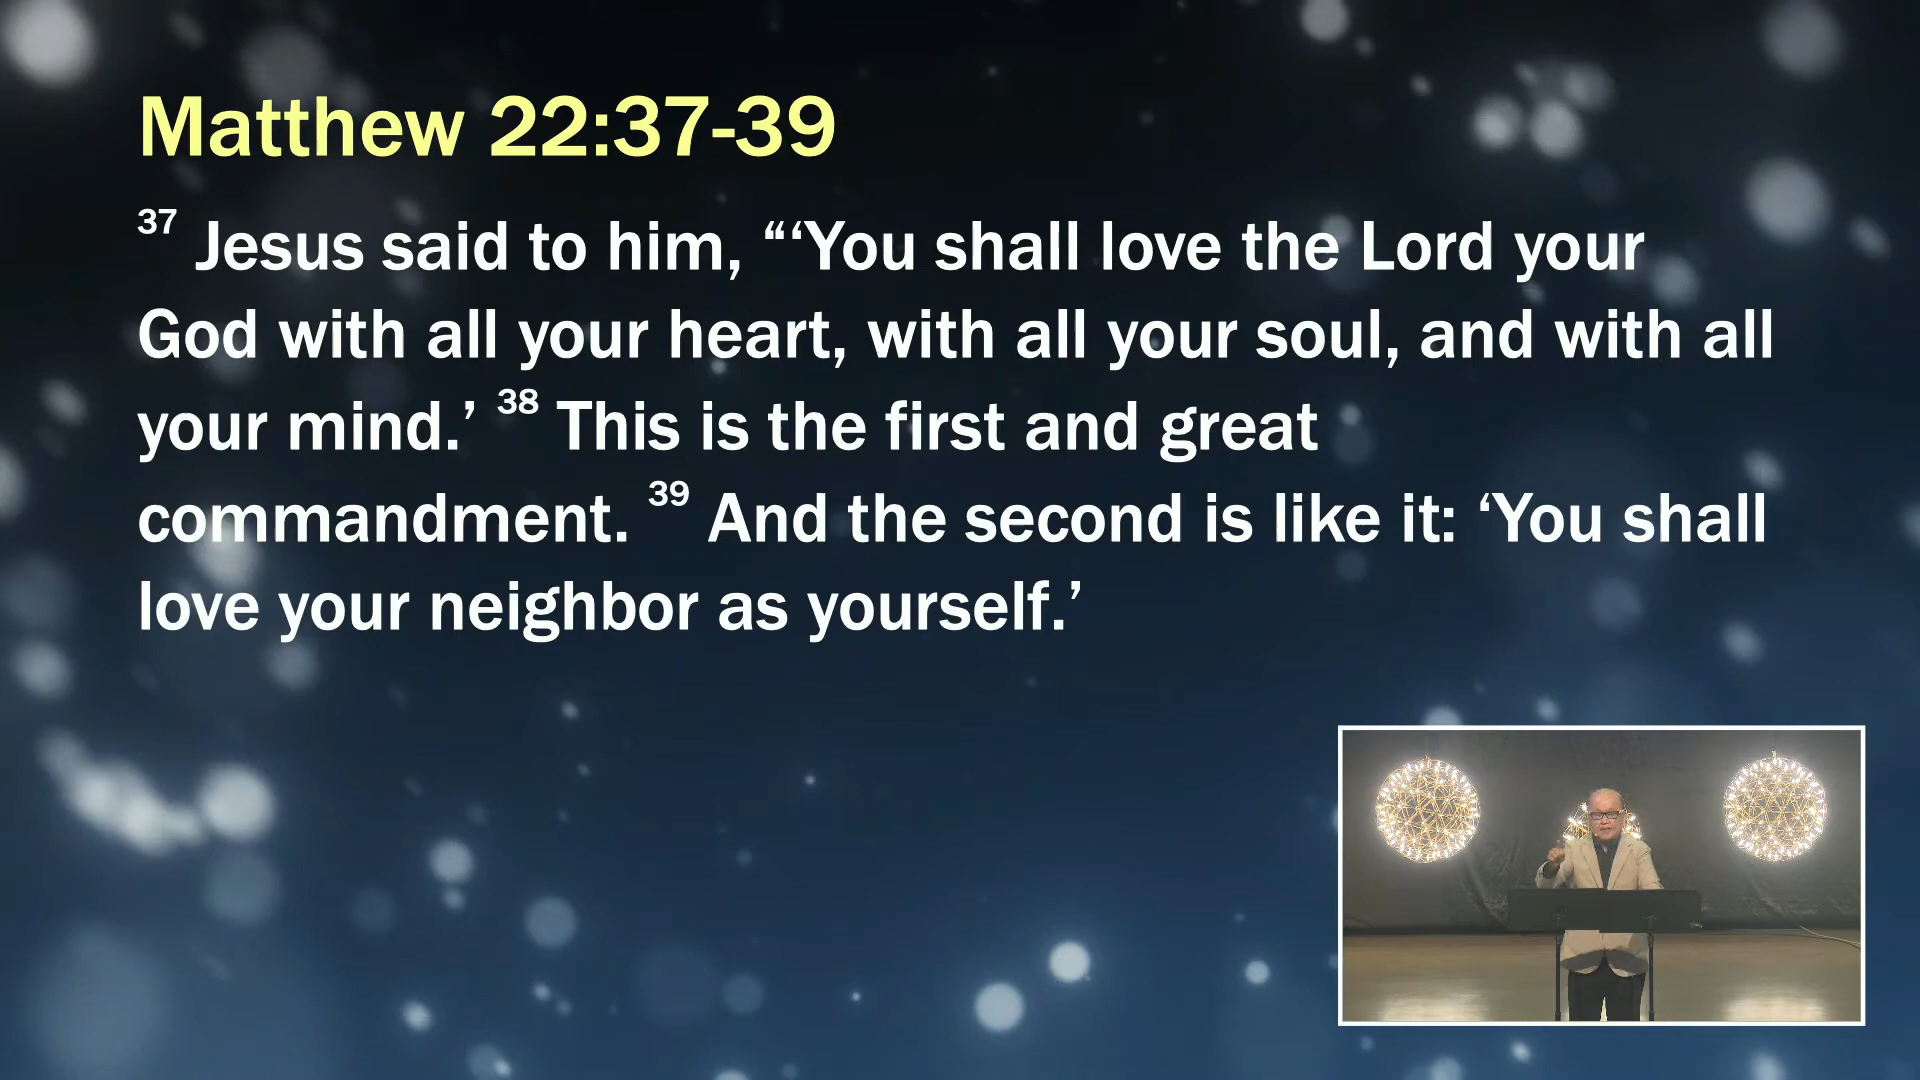 Matthew 22:37-39
37 Jesus said to him, “‘You shall love the Lord your
God with all your heart, with all your soul, and with all
your mind.’ 38 This is the first and great
commandment. 39 And the second is like it: ‘You shall
love your neighbor as yourself.’